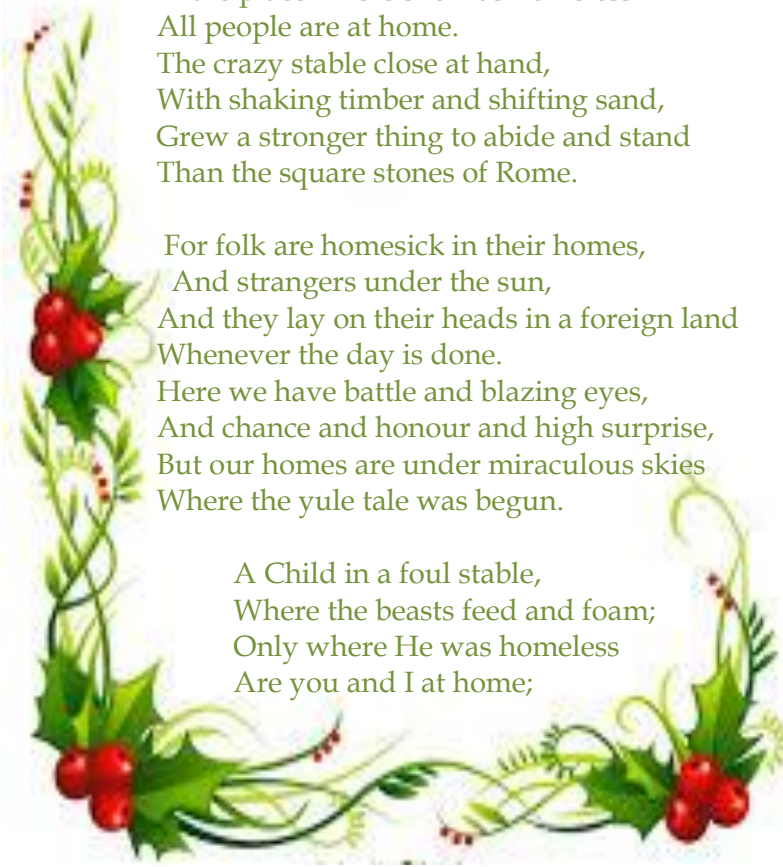 All people are at home.
The crazy stable close at hand,
With shaking timber and shifting sand,
Grew a stronger thing to abide and stand
Than the square stones of Rome.
For folk are homesick in their homes,
And strangers under the sun,
And they lay on their heads in a foreign land
Whenever the day is done.
Here we have battle and blazing eyes,
And chance and honour and high surprise,
But our homes are under miraculous skies
Where the yule tale was begun.
A Child in a foul stable,
Where the beasts feed and foam;
Only where He was homeless
Are you and I at home;